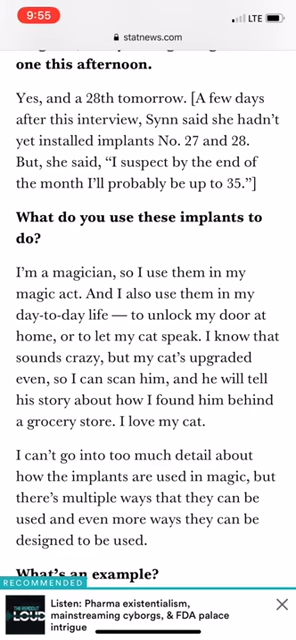 9:55
LTE
statnews.com
one this afternoon.
Yes, and a 28th tomorrow. [A few days
after this interview, Synn said she hadn't
yet installed implants No. 27 and 28.
But, she said, “I suspect by the end of
the month I'll probably be up to 35.”]
What do you use these implants to
do?
I'm a magician, so I use them in my
magic act. And I also use them in my
day-to-day life — to unlock my door at
home, or to let my cat speak. I know that
sounds crazy, but my cat's upgraded
even, so I can scan him, and he will tell
his story about how I found him behind
a grocery store. I love my cat.
I can't go into too much detail about
how the implants are used in magic, but
there's multiple ways that they can be
used and even more ways they can be
designed to be used.
What's an example?
RECOMMENDED
THE READOUT
LOUD
Listen: Pharma existentialism,
mainstreaming cyborgs, & FDA palace
intrigue